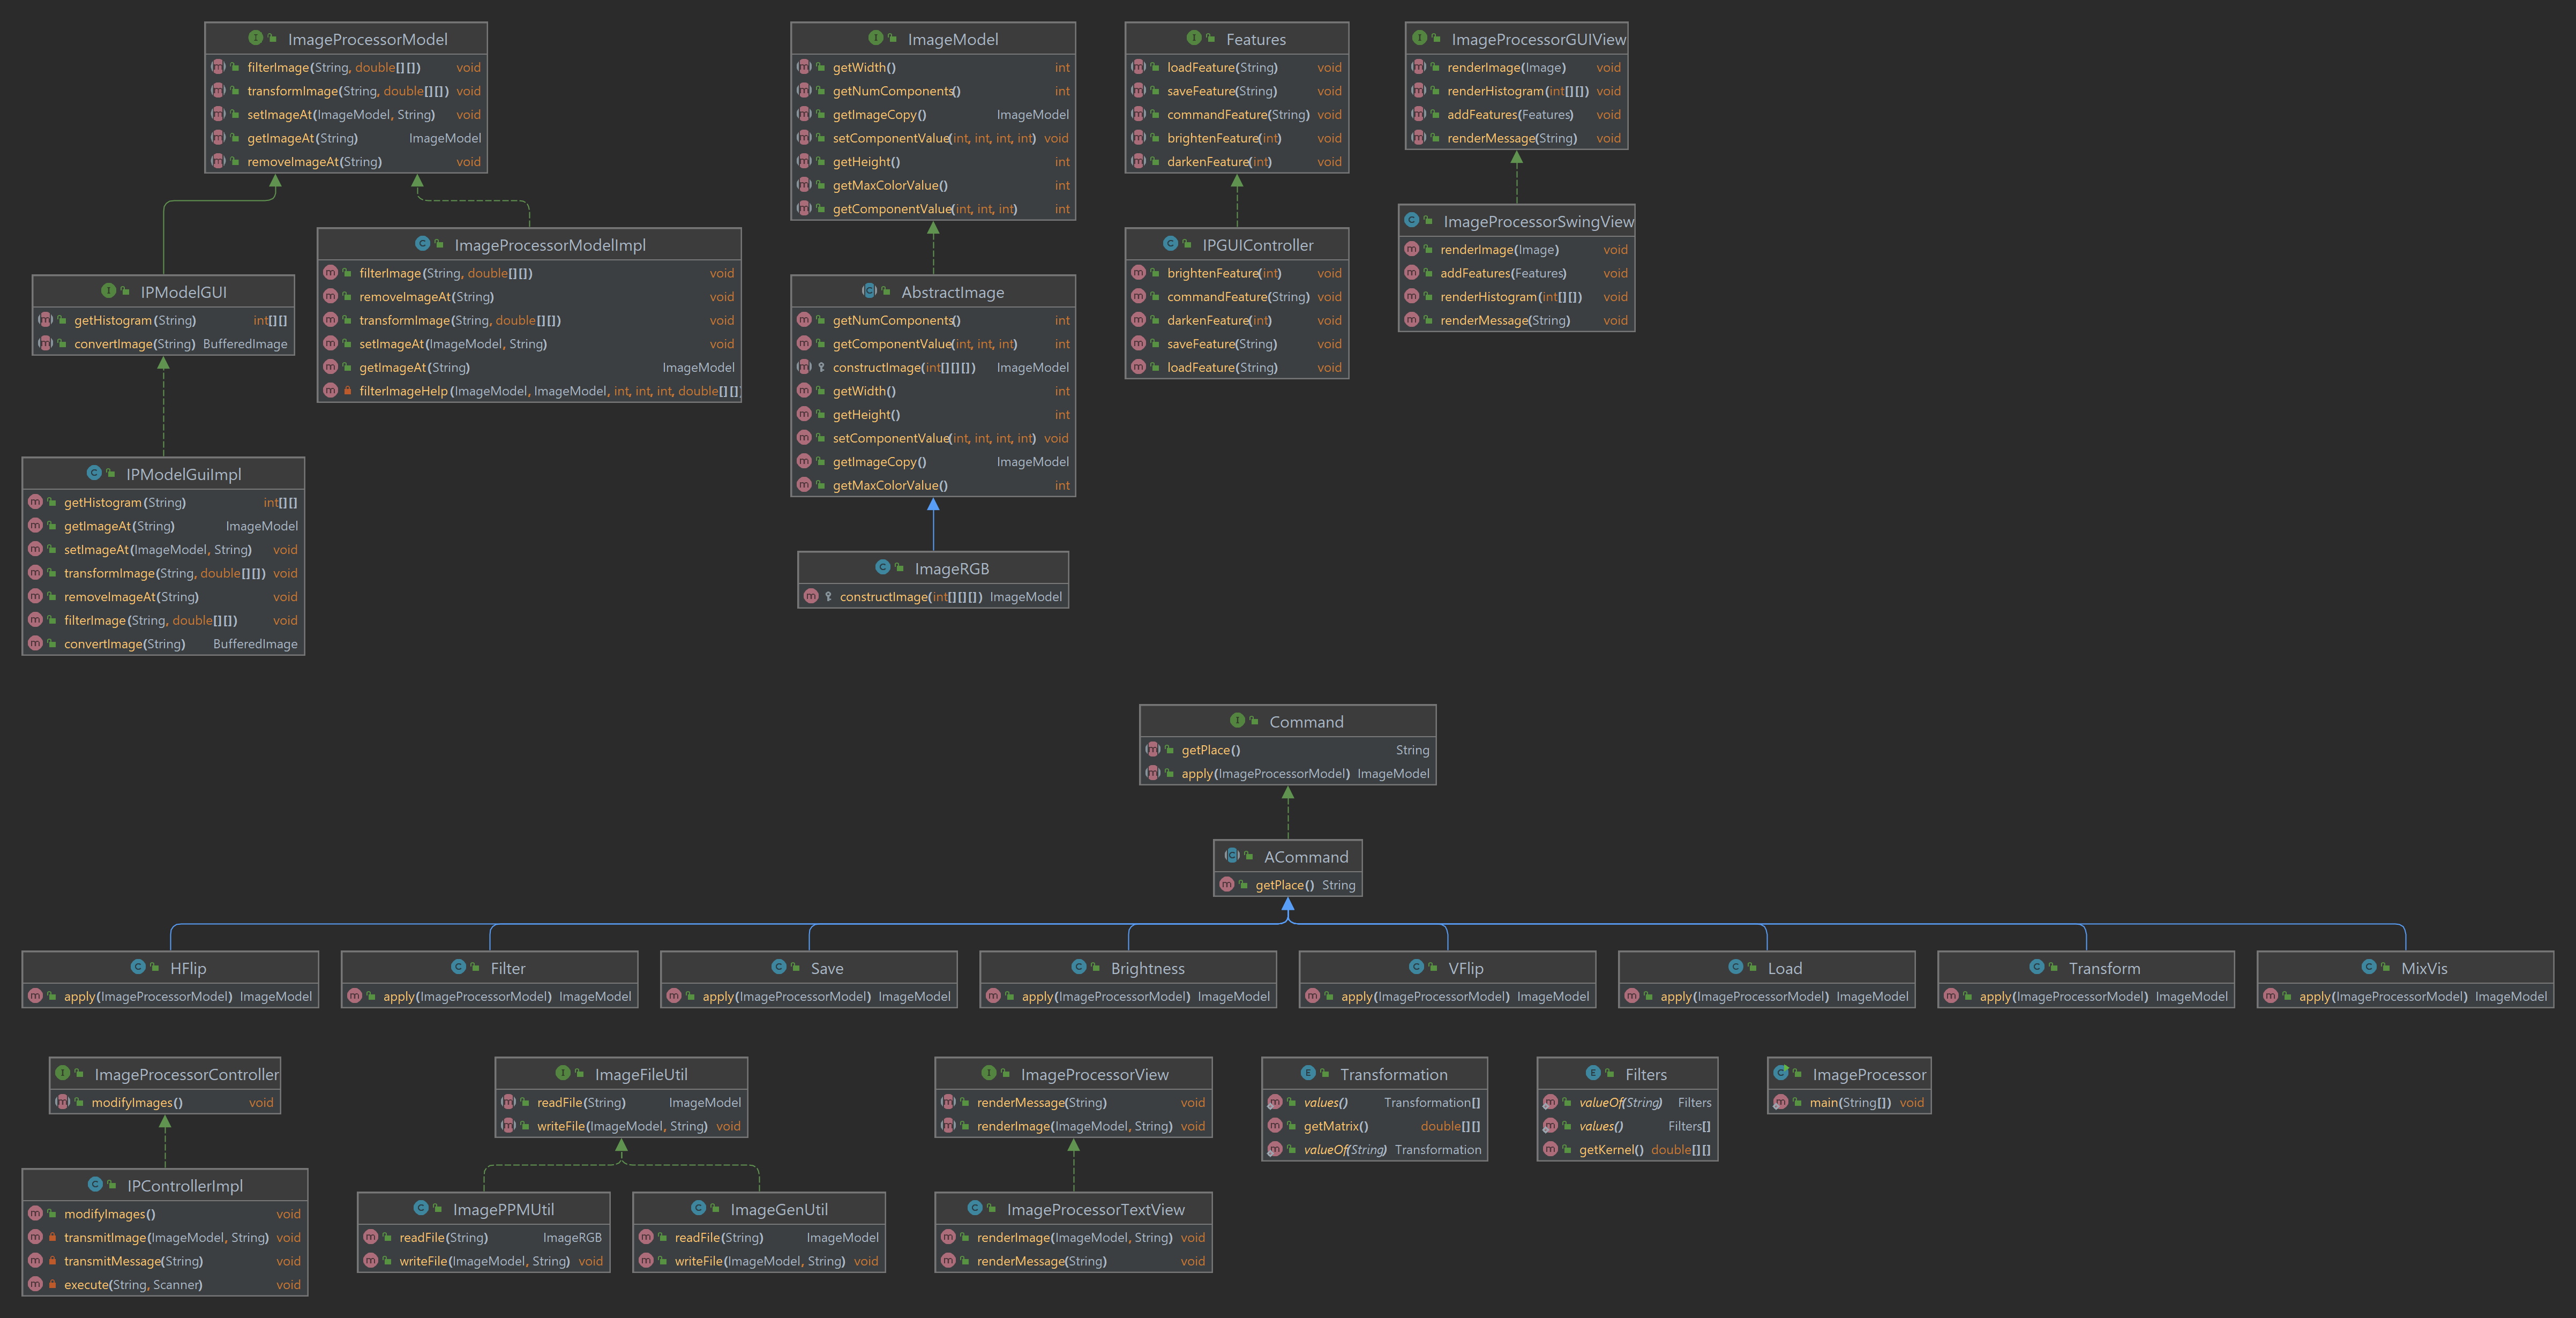 ImageProcessorModel
filterImage(String, double[][]) void
transformImage(String, double[][]) void
setImageAt(ImageModel, String) void
getImageAt(String) ImageModel
removeImageAt(String) void
ImageModel
getWidth() int
getNumComponents() int
getImageCopy() ImageModel
setComponentValue(int, int, int, int) void
getHeight() int
getMaxColorValue() int
getComponentValue(int, int, int) int
Features
loadFeature(String) void
saveFeature(String) void
commandFeature(String) void
brightenFeature(int) void
darkenFeature(int) void
ImageProcessorGUIView
renderImage(Image) void
renderHistogram(int[][]) void
addFeatures(Features) void
renderMessage(String) void
IPModelGUI
getHistogram(String) int[][]
convertImage(String) BufferedImage
ImageProcessorModelImpl
filterImage(String, double[][]) void
removeImageAt(String) void
transformImage(String, double[][]) void
setImageAt(ImageModel, String) void
getImageAt(String) ImageModel
filterImageHelp(ImageModel, ImageModel, int, int, int, double[][]
AbstractImage
getNumComponents() int
getComponentValue(int, int, int) int
constructImage(int[][][]) ImageModel
getWidth() int
getHeight() int
setComponentValue(int, int, int, int) void
getImageCopy() ImageModel
getMaxColorValue() int
IPGUIController
brightenFeature(int) void
commandFeature(String) void
darkenFeature(int) void
saveFeature(String) void
loadFeature(String) void
ImageProcessorSwingView
renderImage(Image) void
addFeatures(Features) void
renderHistogram(int[][]) void
renderMessage(String) void
IPModelGuiImpl
getHistogram(String) int[][]
getImageAt(String) ImageModel
setImageAt(ImageModel, String) void
transformImage(String, double[][]) void
removeImageAt(String) void
filterImage(String, double[][]) void
convertImage(String) BufferedImage
ImageRGB
constructImage(int[][][]) ImageModel
Command
getPlace() String
apply(ImageProcessorModel) ImageModel
ACommand
getPlace() String
HFlip
apply(ImageProcessorModel) ImageModel
Filter
apply(ImageProcessorModel) ImageModel
Save
apply(ImageProcessorModel) ImageModel
Brightness
apply(ImageProcessorModel) ImageModel
VFlip
apply(ImageProcessorModel) ImageModel
Load
apply(ImageProcessorModel) ImageModel
Transform
apply(ImageProcessorModel) ImageModel
MixVis
apply(ImageProcessorModel) ImageModel
ImageProcessorController
modifyImages() void
ImageFileUtil
readFile(String) ImageModel
writeFile(ImageModel, String) void
ImageProcessorView
renderMessage(String) void
renderImage(ImageModel, String) void
Transformation
values() Transformation[]
getMatrix() double[][]
valueOf(String) Transformation
Filters
valueOf(String) Filters
values() Filters[]
getKernel() double[][]
ImageProcessor
main(String[]) void
IPControllerImpl
modifyImages() void
transmitImage(ImageModel, String) void
transmitMessage(String) void
execute(String, Scanner) void
ImagePPMUtil
readFile(String) ImageRGB
writeFile(ImageModel, String) void
ImageGenUtil
readFile(String) ImageModel
writeFile(ImageModel, String) void
ImageProcessorTextView
renderImage(ImageModel, String) void
renderMessage(String) void